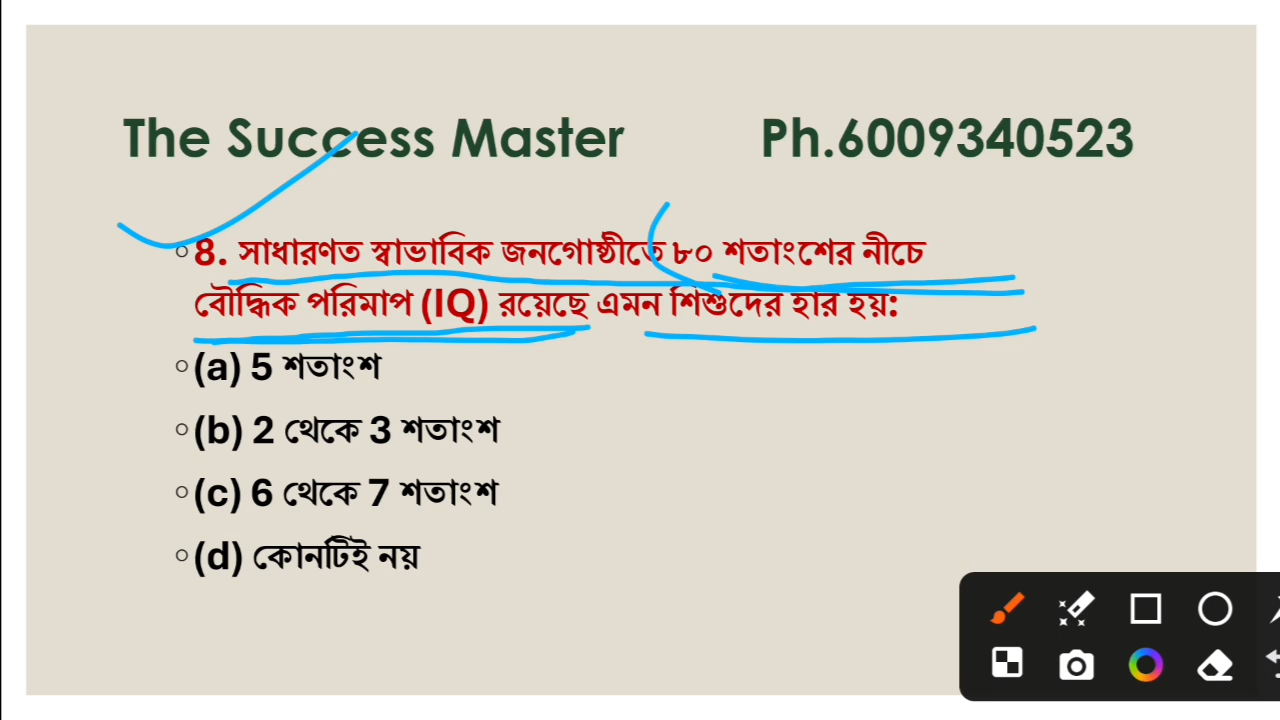 The Success Master Ph.6009340523
8. সাধারণত স্বাভাবিক জনগোষ্ঠীতে ৮০ শতাংশের নীচে
বৌদ্ধিক পরিমাপ (IQ) রয়েছে এমন শিশুদের হার হয়:
(a) 5 শতাংশ
(b) 2 থেকে 3 শতাংশ
(c) 6 থেকে 7 শতাংশ
(d) কোনটিই নয়